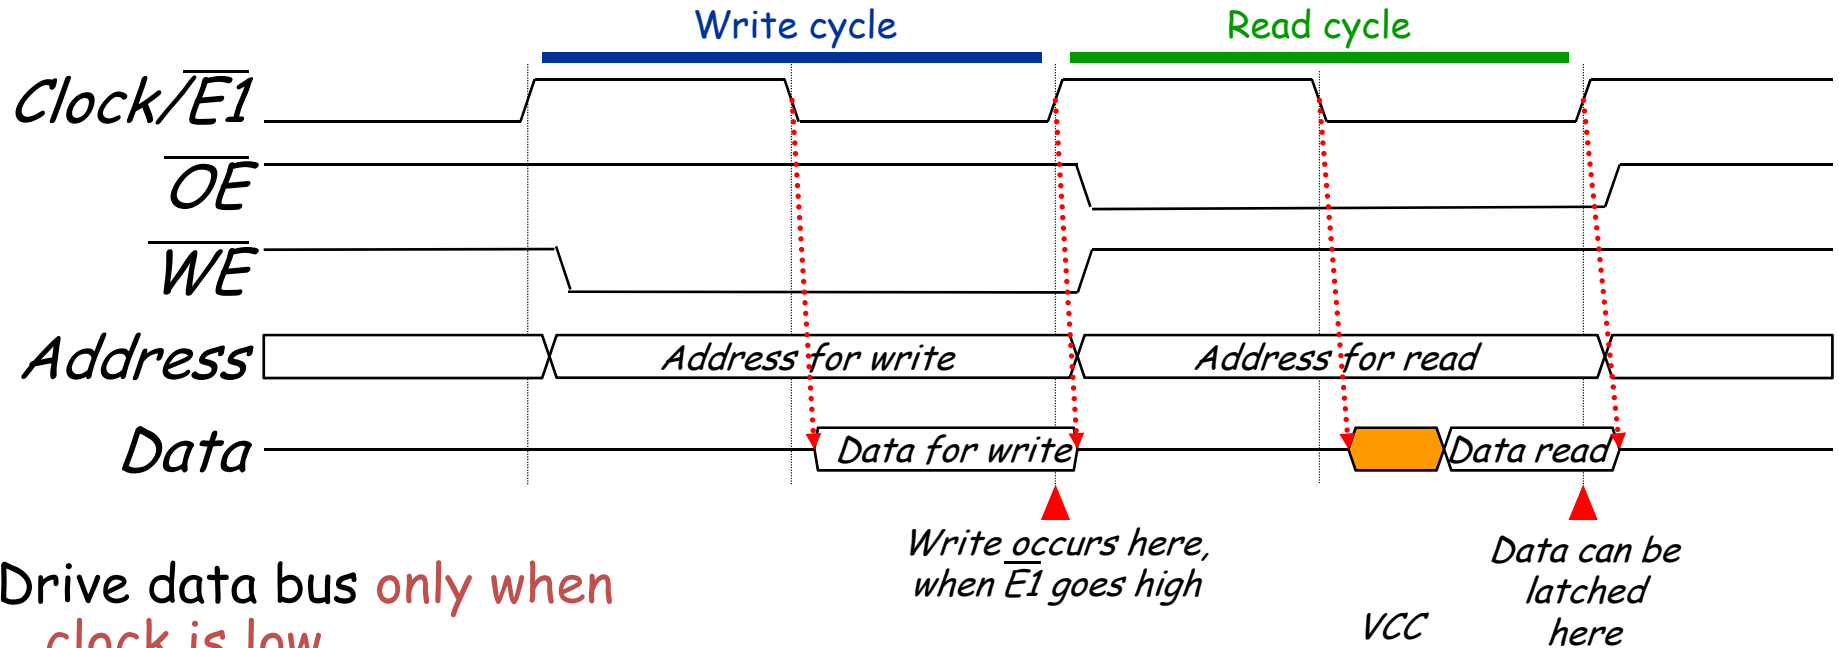 Write cycle
Read cycle
Clock/E1
OE
WE
Address
Address for write
Address for read
Data
Data for write
Data read
Write occurs here,
when E1 goes high
Data can be
latched
here
VCC
Drive data bus only when
clock is low